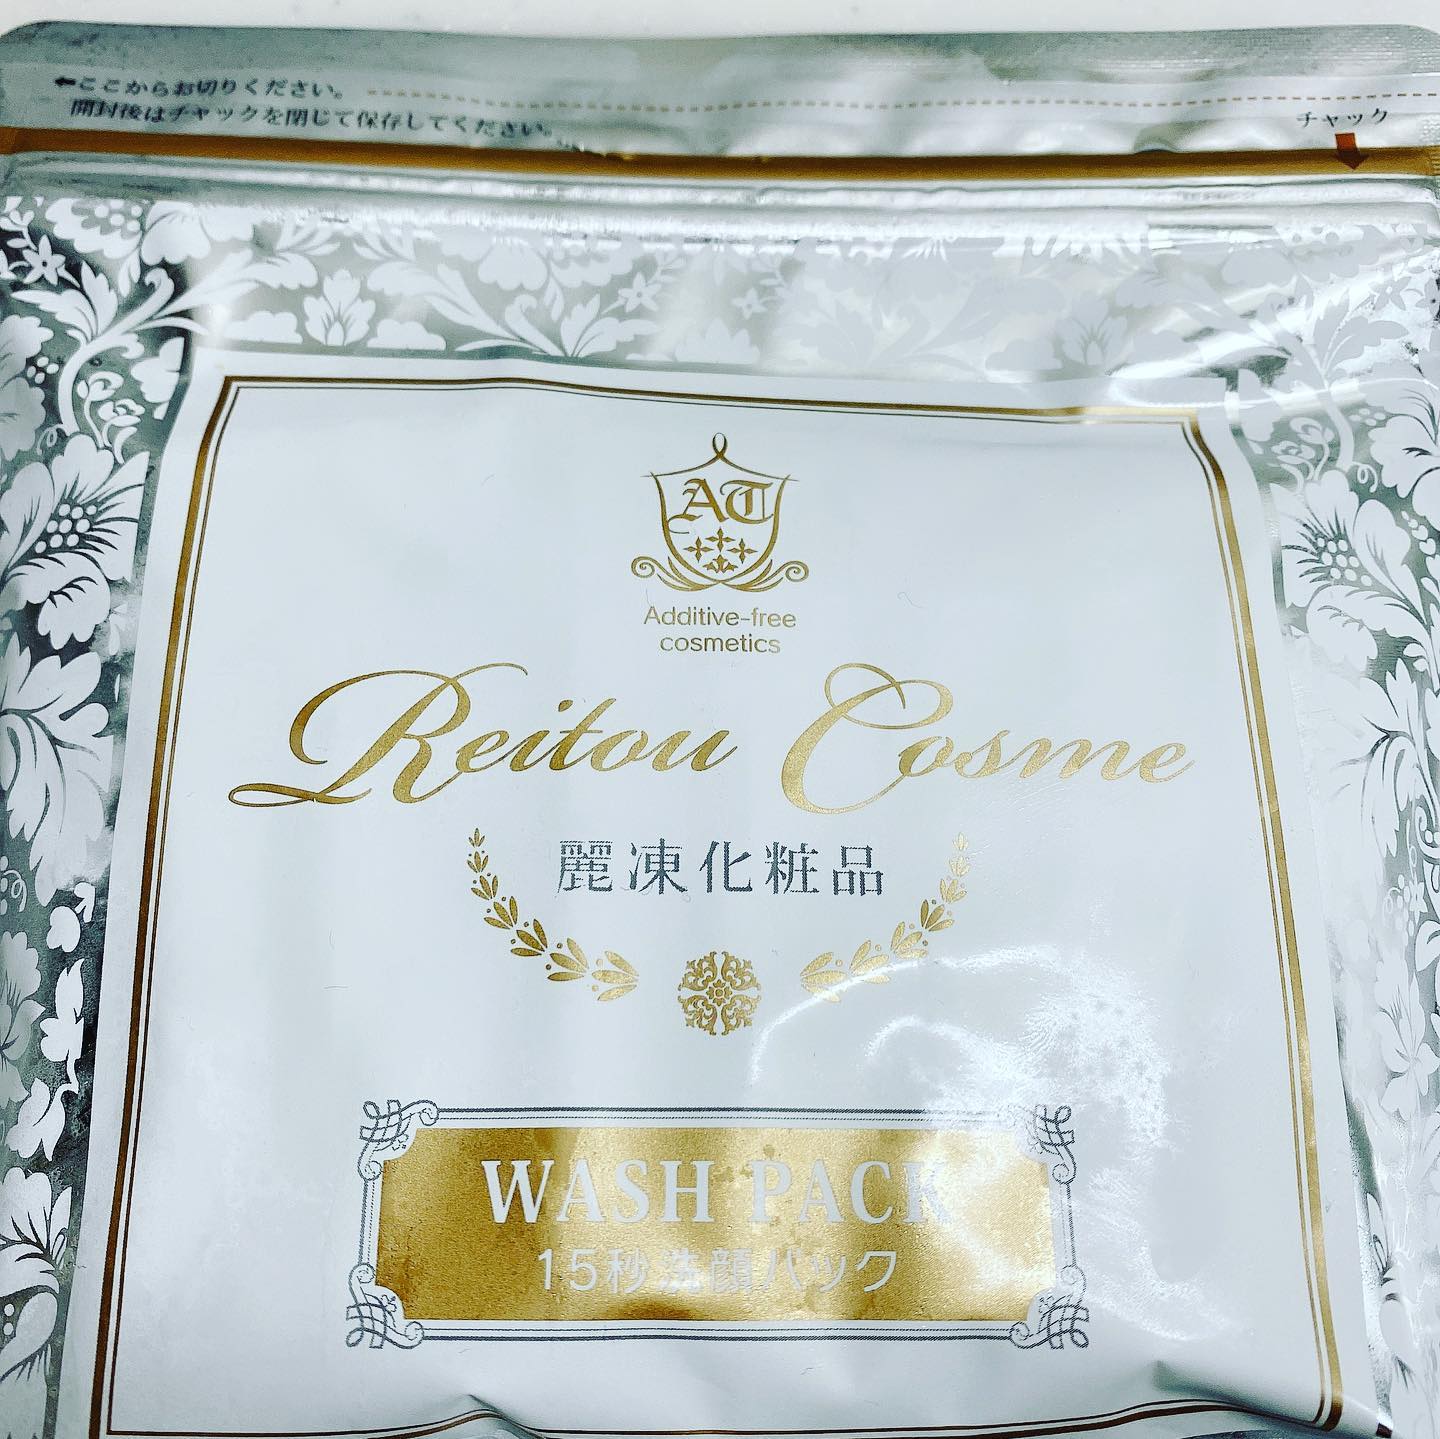 ←ここからお切りください。
開封後はチャックを閉じて保存してください。
チャック
AT
Additive-free
cosmetics
Reitou Cosme
麗凍化粧品
WASH PACK
15秒洗顔パック